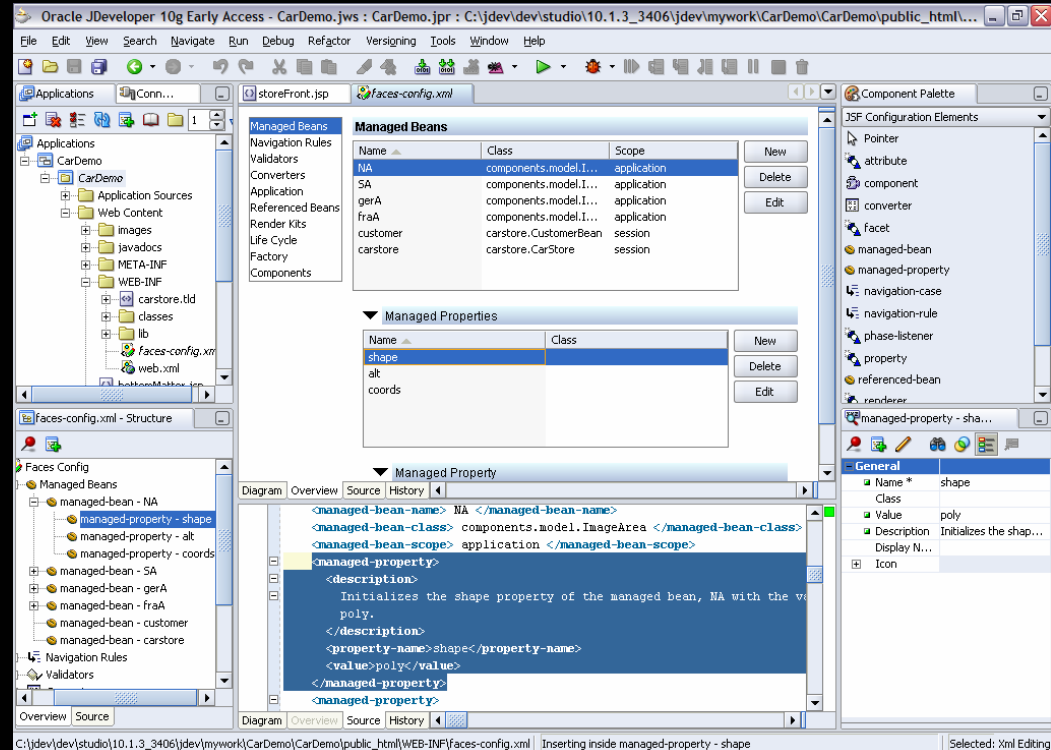 Oracle JDeveloper 10g Early Access - CarDemo.jws : CarDemo.jpr : C:\jdev\dev\studio\10.1.3_3406\jdev\mywork\CarDemo\CarDemo\public_html\...
File Edit View Search Navigate Run Debug Refactor Versioning Tools Window Help
Applications Conn...
1
Applications
CarDemo
CarDemo
Application Sources
Web Content
images
javadocs
META-INF
WEB-INF
carstore.tld
classes
lib
faces-config.xm
web.xml
bottomMatter.jsp
storeFront.jsp faces-config.xml
Managed Beans
Navigation Rules
Validators
Converters
Application
Referenced Beans
Render Kits
Life Cycle
Factory
Components
Managed Beans
Name Class Scope
NA components.model.I... application
SA components.model.I... application
gerA components.model.I... application
fraA components.model.I... application
customer carstore.CustomerBean session
carstore carstore.CarStore session
New
Delete
Edit
Managed Properties
Name Class
shape
alt
coords
New
Delete
Edit
Managed Property
Diagram Overview Source History
Component Palette
JSF Configuration Elements
Pointer
attribute
component
converter
facet
managed-bean
managed-property
navigation-case
navigation-rule
phase-listener
property
referenced-bean
renderer
faces-config.xml - Structure
Faces Config
Managed Beans
managed-bean - NA
managed-property - shape
managed-property - alt
managed-property - coords
managed-bean - SA
managed-bean - gerA
managed-bean - fraA
managed-bean - customer
managed-bean - carstore
Navigation Rules
Validators
Overview Source
<managed-bean-name> NA </managed-bean-name>
<managed-bean-class> components.model.ImageArea </managed-bean-class>
<managed-bean-scope> application </managed-bean-scope>
<managed-property>
<description>
Initializes the shape property of the managed bean, NA with the va
poly.
</description>
<property-name>shape</property-name>
<value>poly</value>
</managed-property>
<managed-property>
Diagram Overview Source History
managed-property - sha...
General
Name * shape
Class
Value poly
Description Initializes the shap...
Display N...
Icon
C:\jdev\dev\studio\10.1.3_3406\jdev\mywork\CarDemo\CarDemo\public_html\WEB-INF\faces-config.xml Inserting inside managed-property - shape Selected: Xml Editing